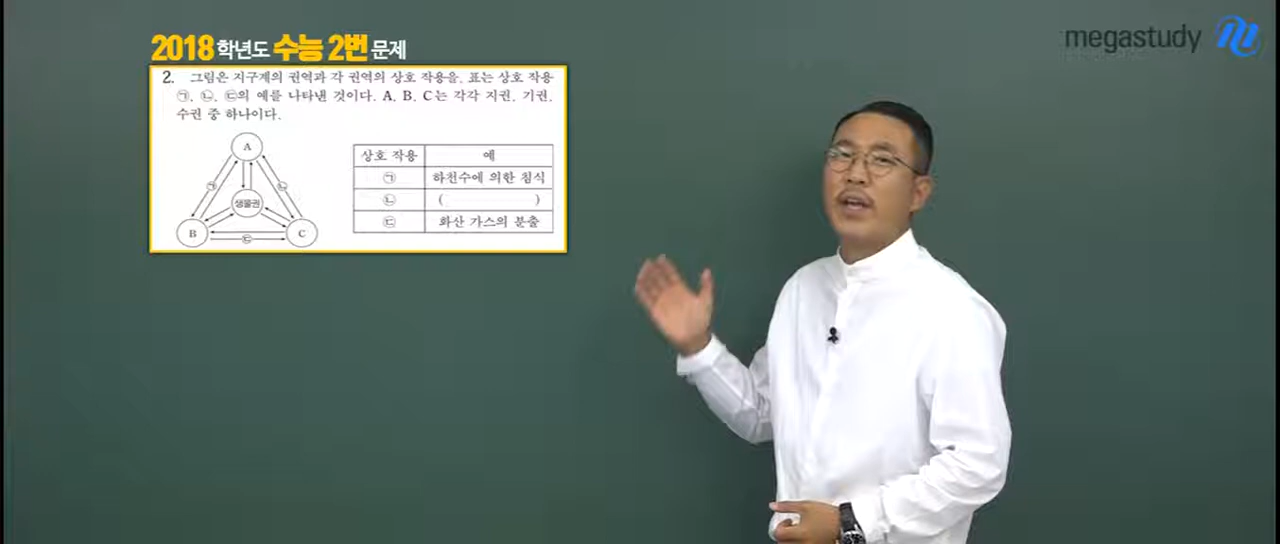 megastudy
2018학년도 수능 2번 문제
2. 그림은 지구계의 권역과 각 권역의 상호 작용을, 표는 상호 작용
㉠, ㉡, ㉢의 예를 나타낸 것이다. A, B, C는 각각 지권, 기권,
수권 중 하나이다.
A
㉠ ㉡
생물권
B ㉢ C
상호 작용 예
㉠ 하천수에 의한 침식
㉡ ( )
㉢ 화산 가스의 분출